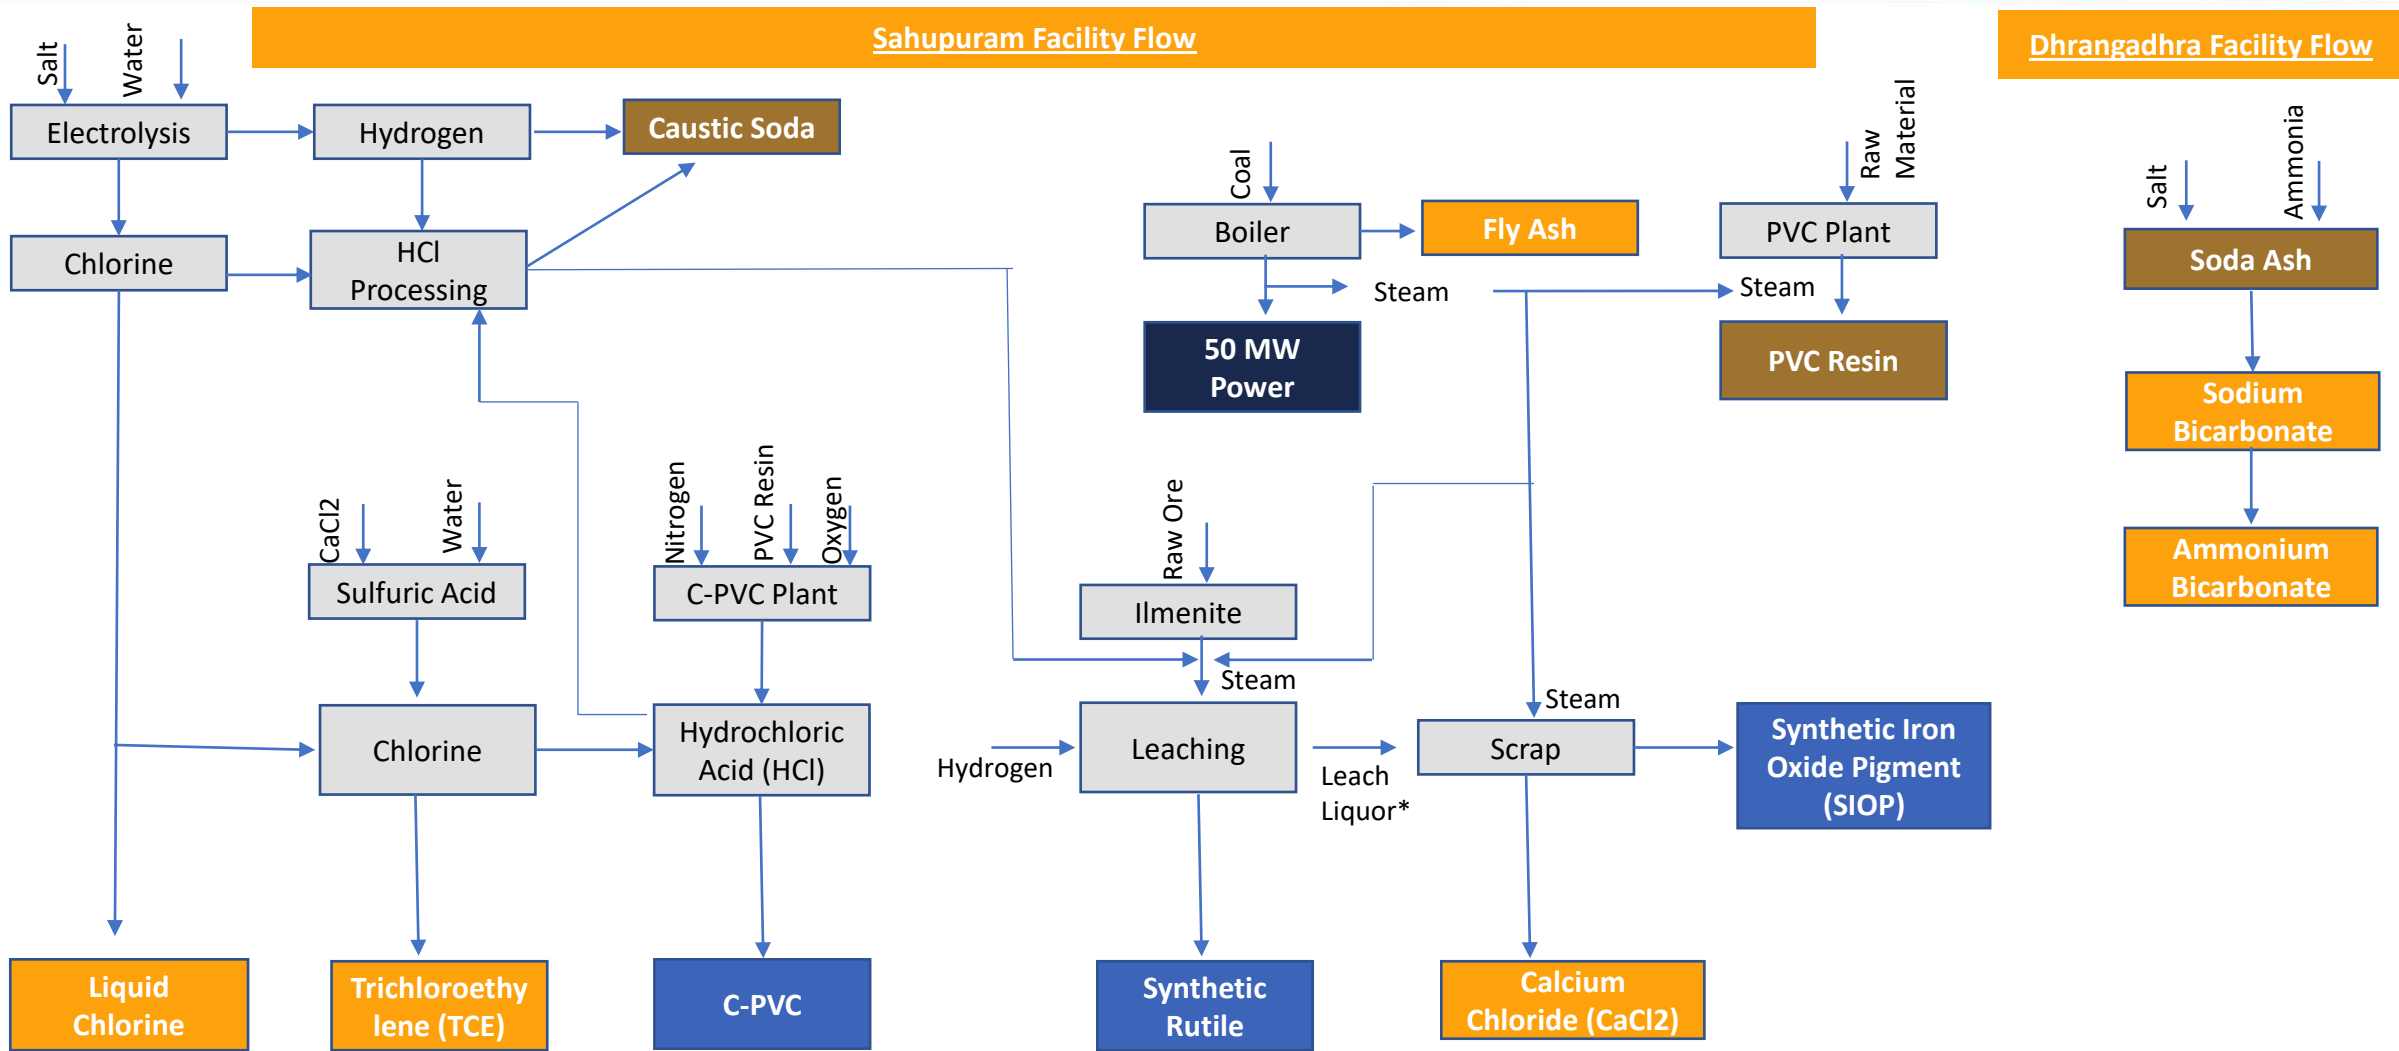 Sahupuram Facility Flow
Dhrangadhra Facility Flow
Salt
Water
Electrolysis
Hydrogen
Caustic Soda
Chlorine
HCl
Processing
Coal
Boiler
Fly Ash
Steam
50 MW
Power
Raw
Material
PVC Plant
Steam
PVC Resin
Salt
Ammonia
Soda Ash
Sodium
Bicarbonate
Ammonium
Bicarbonate
CaCl2
Water
Sulfuric Acid
Nitrogen
PVC Resin
Oxygen
C-PVC Plant
Raw Ore
Ilmenite
Steam
Chlorine
Hydrochloric
Acid (HCl)
Hydrogen
Leaching
Leach
Liquor*
Steam
Scrap
Synthetic Iron
Oxide Pigment
(SIOP)
Liquid
Chlorine
Trichloroethy
lene (TCE)
C-PVC
Synthetic
Rutile
Calcium
Chloride (CaCl2)